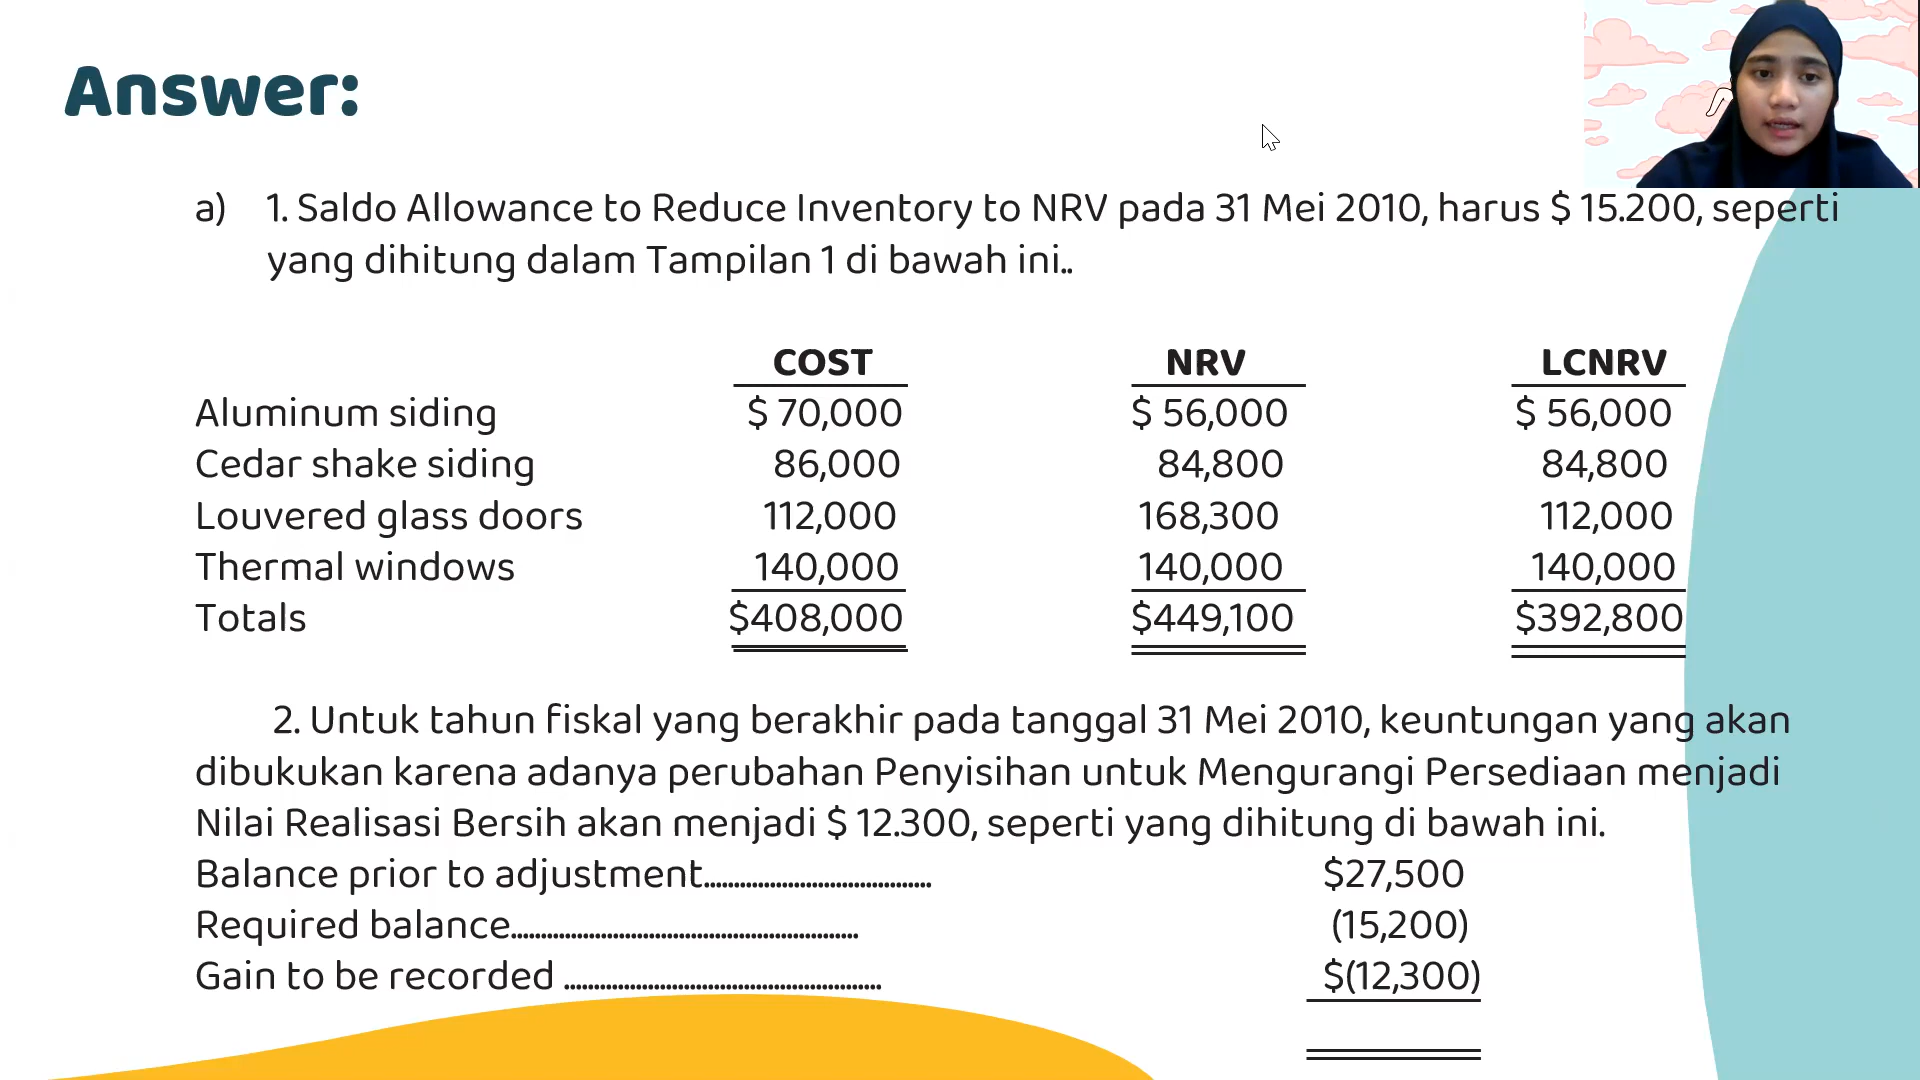 Answer:
a) 1. Saldo Allowance to Reduce Inventory to NRV pada 31 Mei 2010, harus $ 15.200, seperti
yang dihitung dalam Tampilan 1 di bawah ini..
COST NRV LCNRV
Aluminum siding $ 70,000 $ 56,000 $ 56,000
Cedar shake siding 86,000 84,800 84,800
Louvered glass doors 112,000 168,300 112,000
Thermal windows 140,000 140,000 140,000
Totals $408,000 $449,100 $392,800
2. Untuk tahun fiskal yang berakhir pada tanggal 31 Mei 2010, keuntungan yang akan
dibukukan karena adanya perubahan Penyisihan untuk Mengurangi Persediaan menjadi
Nilai Realisasi Bersih akan menjadi $ 12.300, seperti yang dihitung di bawah ini.
Balance prior to adjustment...................................... $27,500
Required balance.......................................................... (15,200)
Gain to be recorded ..................................................... $(12,300)